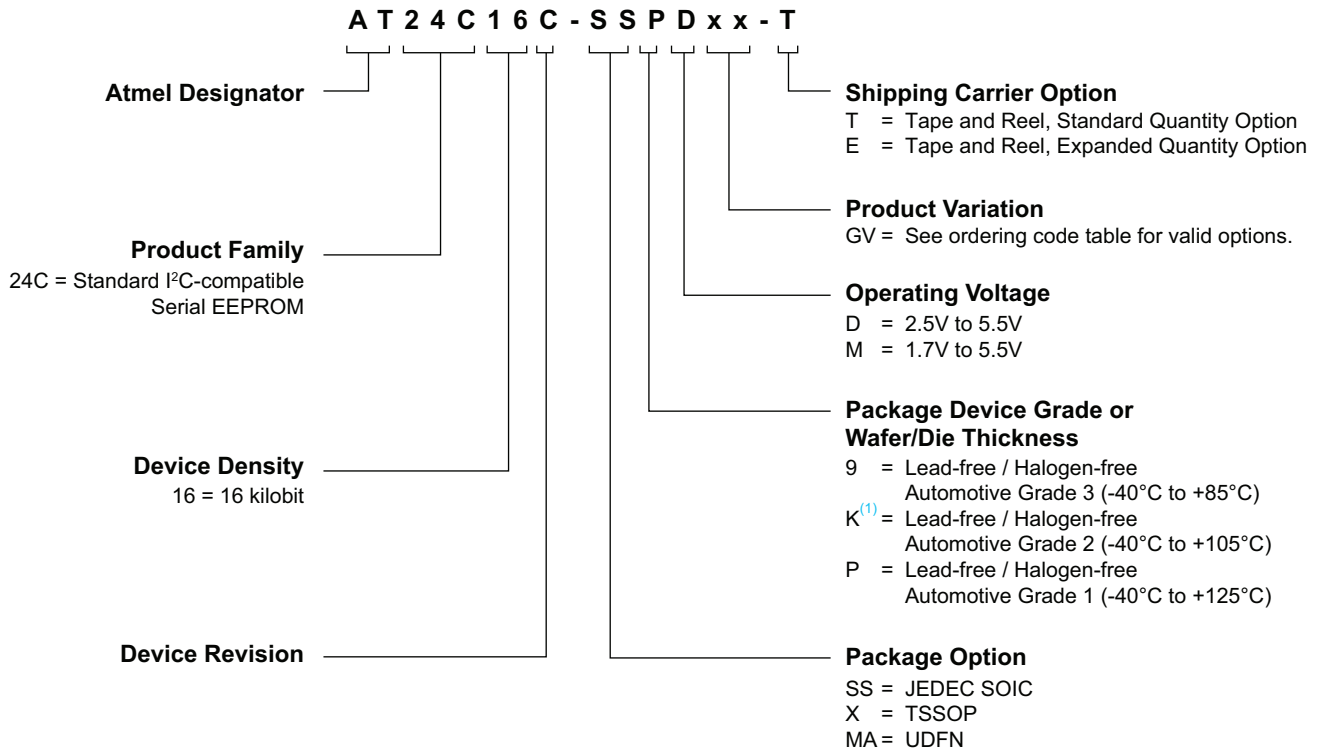 AT24C16C-SSPDxx-T
Atmel Designator
Product Family
24C = Standard I²C-compatible
Serial EEPROM
Device Density
16 = 16 kilobit
Device Revision
Shipping Carrier Option
T = Tape and Reel, Standard Quantity Option
E = Tape and Reel, Expanded Quantity Option
Product Variation
GV = See ordering code table for valid options.
Operating Voltage
D = 2.5V to 5.5V
M = 1.7V to 5.5V
Package Device Grade or
Wafer/Die Thickness
9 = Lead-free / Halogen-free
Automotive Grade 3 (-40°C to +85°C)
K(1) = Lead-free / Halogen-free
Automotive Grade 2 (-40°C to +105°C)
P = Lead-free / Halogen-free
Automotive Grade 1 (-40°C to +125°C)
Package Option
SS = JEDEC SOIC
X = TSSOP
MA = UDFN